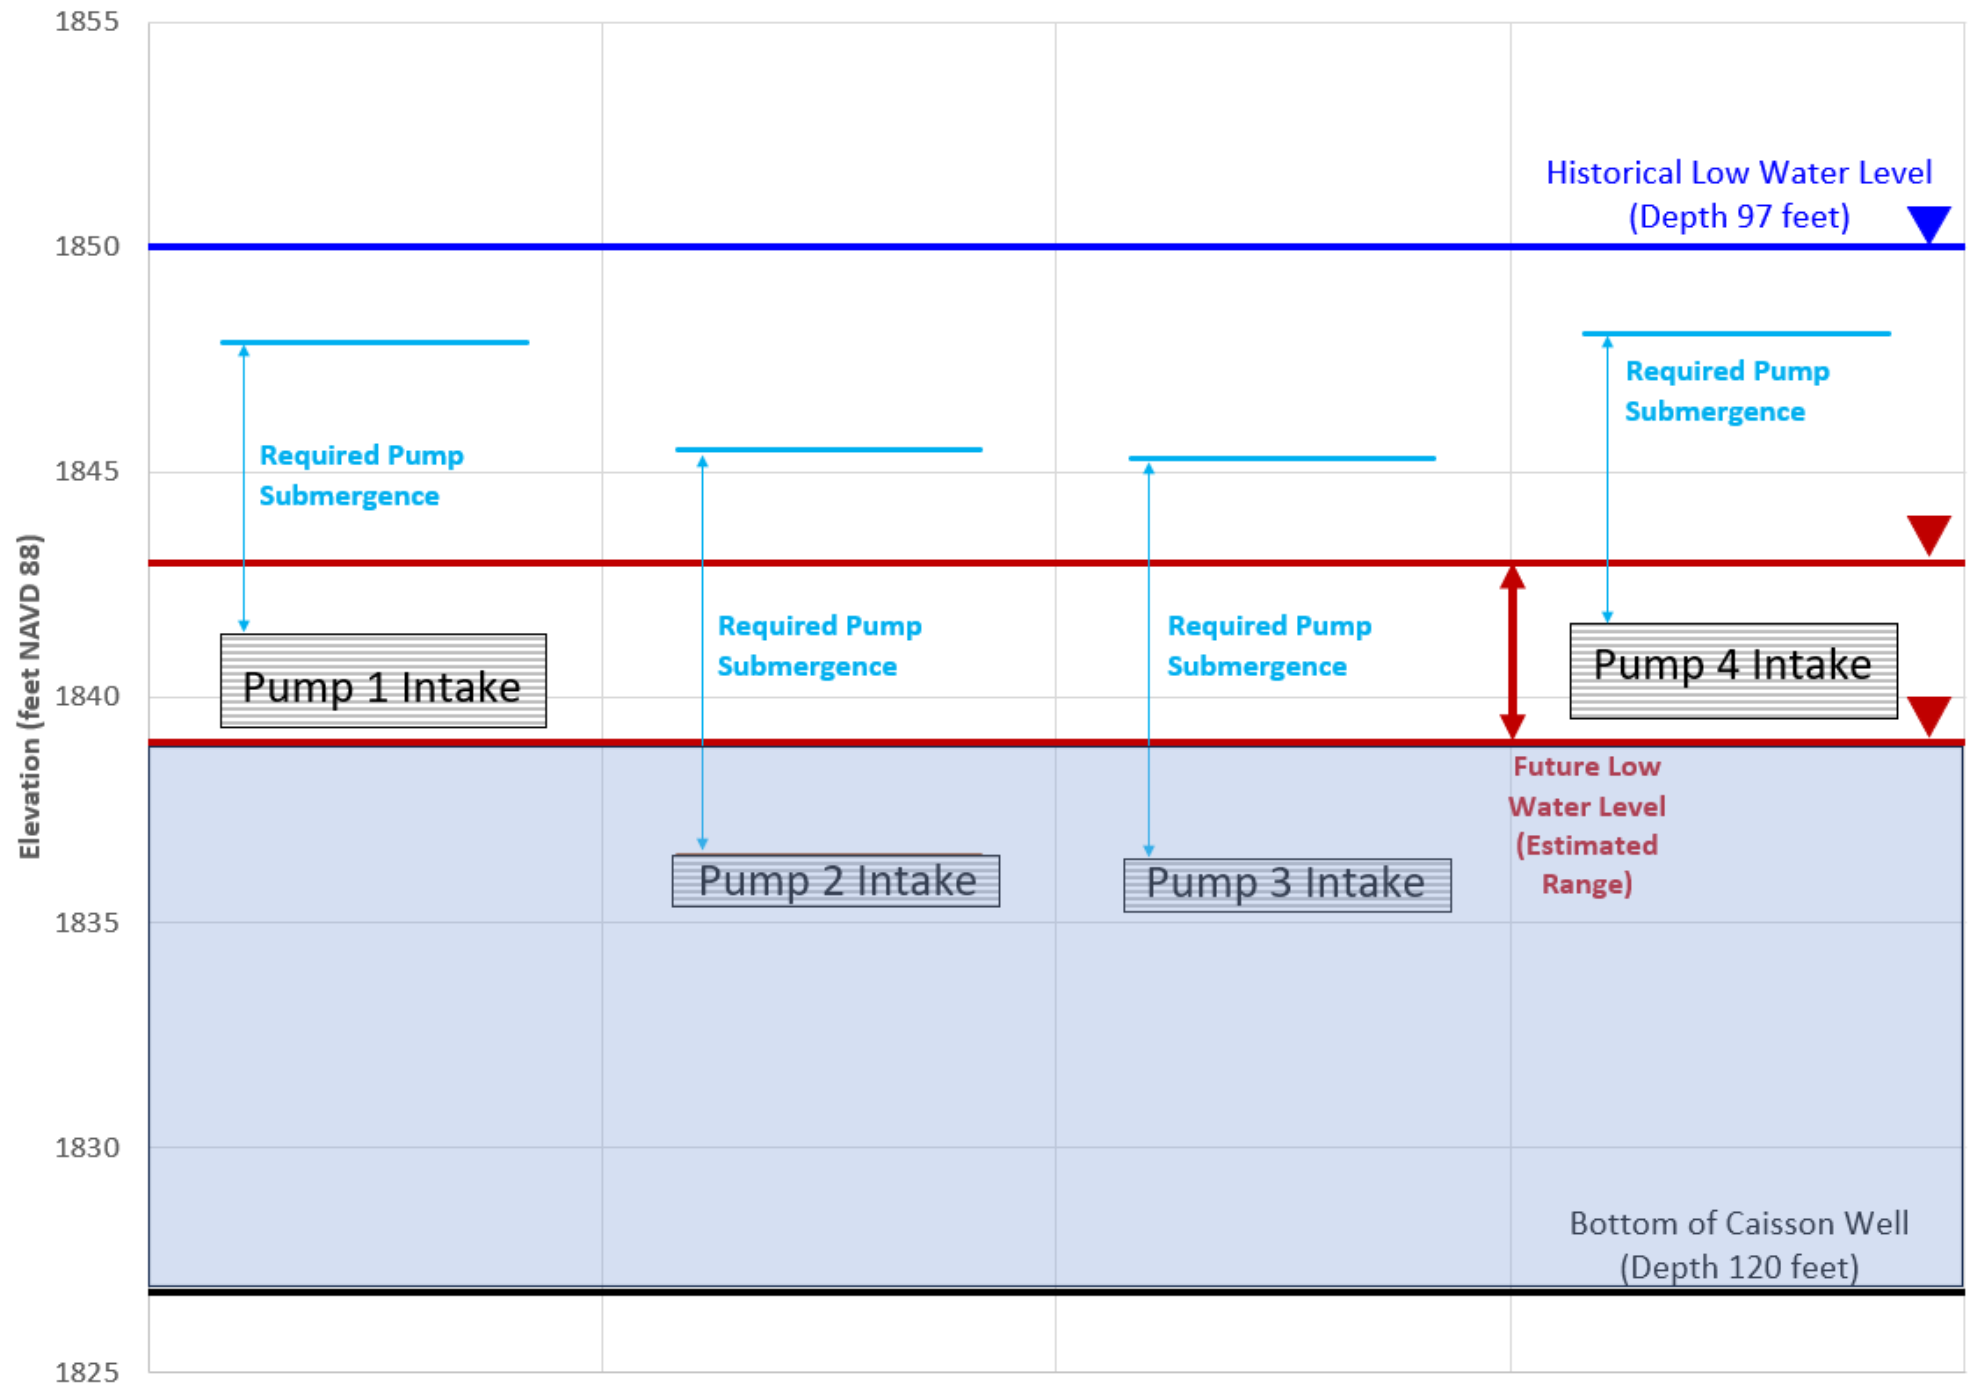 1855
Historical Low Water Level
(Depth 97 feet)
1850
Required Pump
Submergence
Required Pump
Submergence
1845
Elevation (feet NAVD 88)
Required Pump
Submergence
Required Pump
Submergence
Pump 1 Intake
Pump 4 Intake
1840
Future Low
Water Level
(Estimated
Range)
Pump 2 Intake
Pump 3 Intake
1835
1830
Bottom of Caisson Well
(Depth 120 feet)
1825